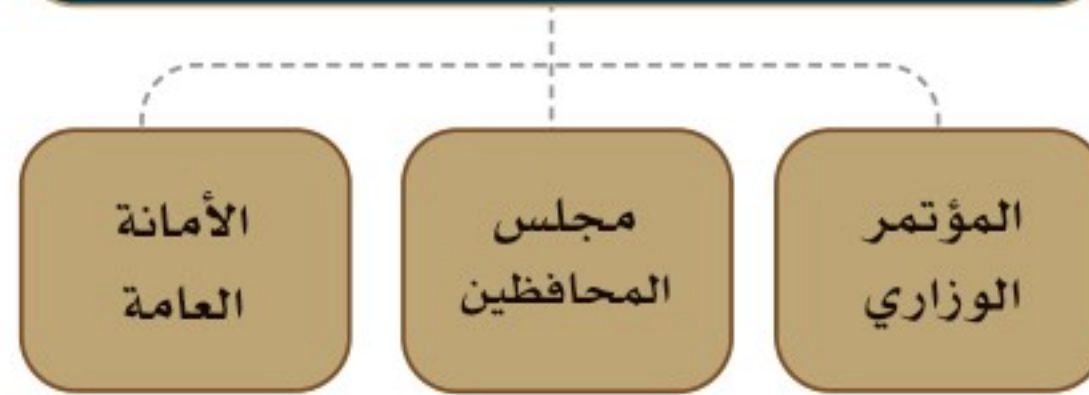 المؤتمر
الوزاري
مجلس
المحافظين
الأمانة
العامة